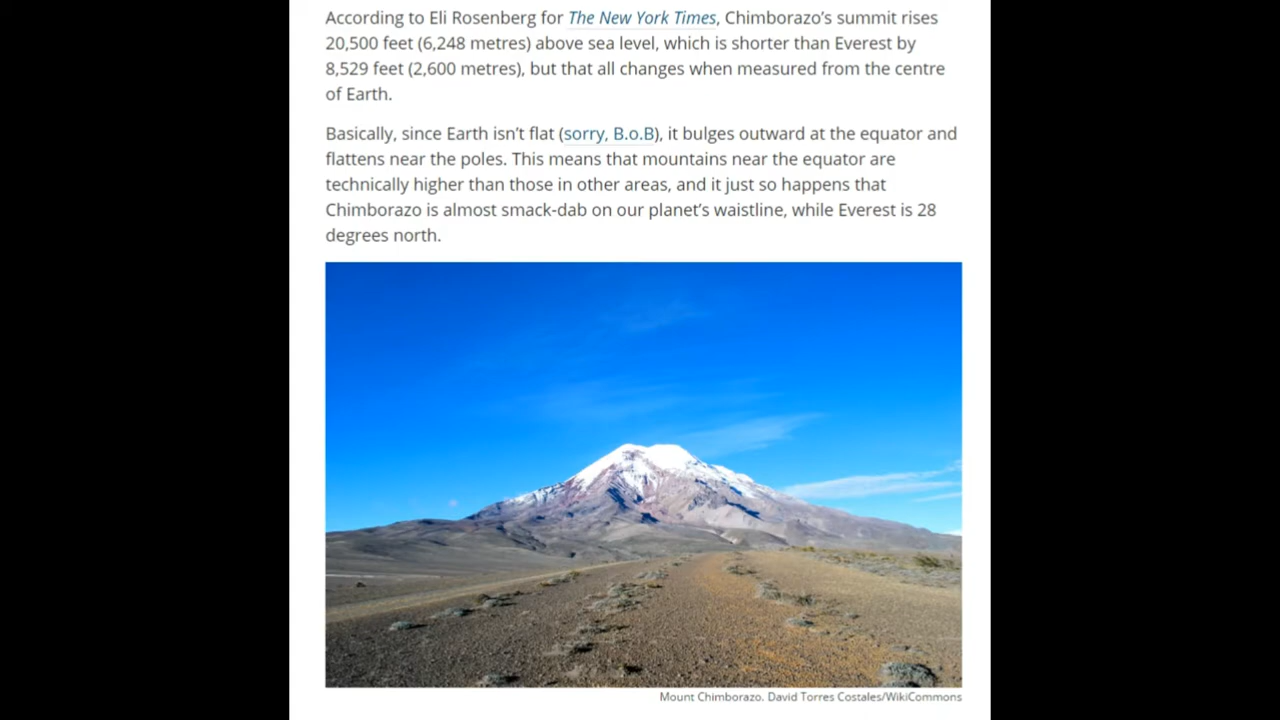 According to Eli Rosenberg for The New York Times, Chimborazo’s summit rises
20,500 feet (6,248 metres) above sea level, which is shorter than Everest by
8,529 feet (2,600 metres), but that all changes when measured from the centre
of Earth.
Basically, since Earth isn’t flat (sorry, B.o.B), it bulges outward at the equator and
flattens near the poles. This means that mountains near the equator are
technically higher than those in other areas, and it just so happens that
Chimborazo is almost smack-dab on our planet’s waistline, while Everest is 28
degrees north.
Mount Chimborazo. David Torres Costales/WikiCommons